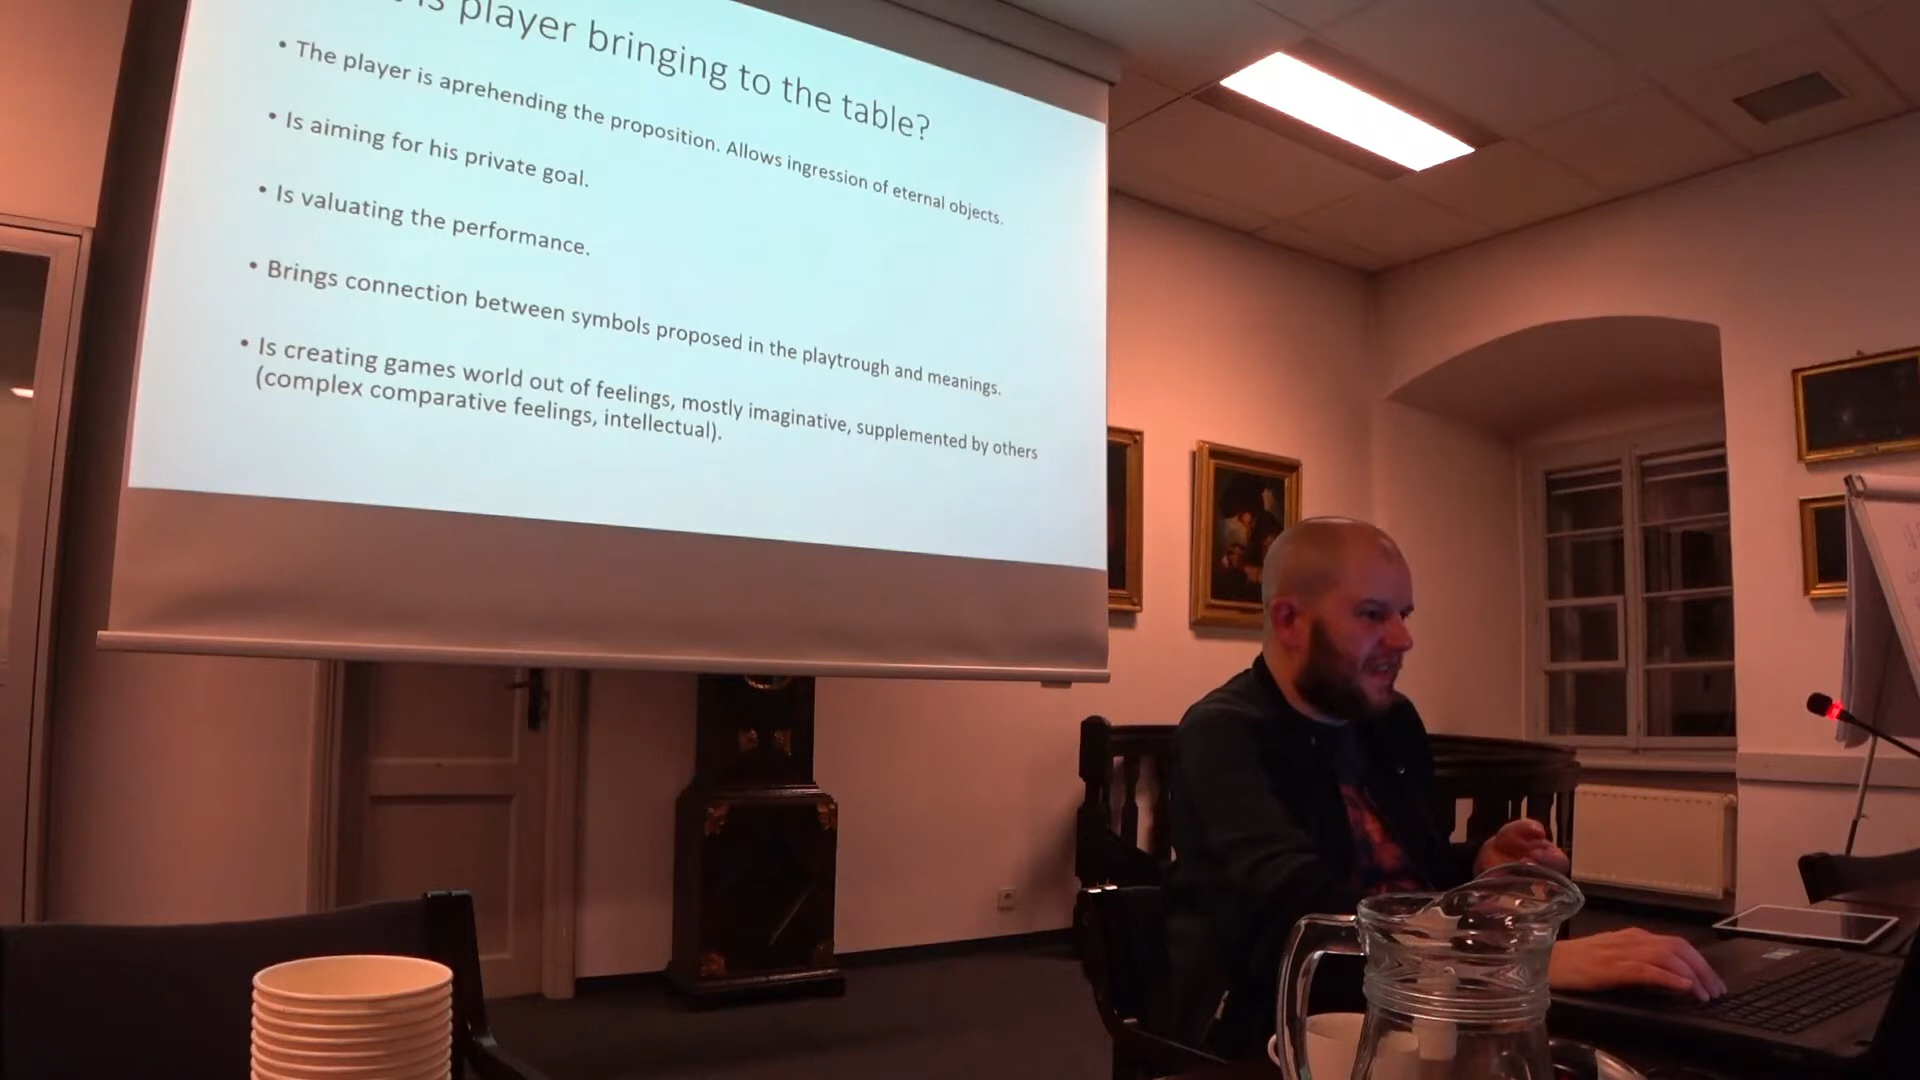 is player bringing to the table?
• The player is aprehending the proposition. Allows ingression of eternal objects.
• Is aiming for his private goal.
• Is valuating the performance.
• Brings connection between symbols proposed in the playtrough and meanings.
• Is creating games world out of feelings, mostly imaginative, supplemented by others
(complex comparative feelings, intellectual).